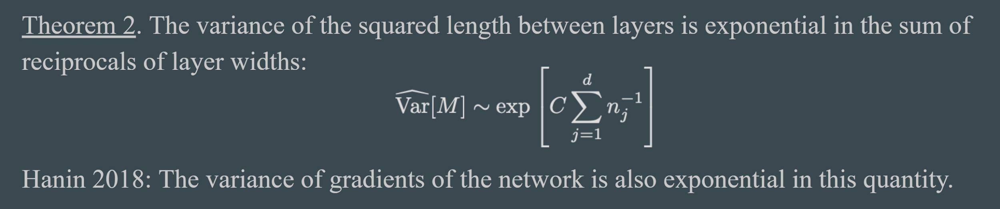 Theorem 2. The variance of the squared length between layers is exponential in the sum of
reciprocals of layer widths:
$\widehat{\mathrm{Var}}[M] \sim \exp\left[C \sum_{j=1}^{d} n_j^{-1}\right]$
Hanin 2018: The variance of gradients of the network is also exponential in this quantity.